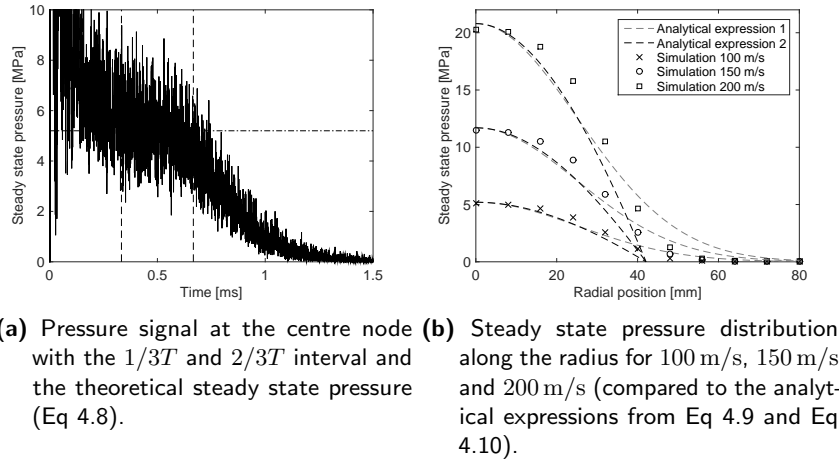 10
8
6
4
2
0
Steady state pressure [MPa]
0
0.5
1
1.5
Time [ms]
20
15
10
5
0
Steady state pressure [MPa]
0
20
40
60
80
Radial position [mm]
Analytical expression 1
Analytical expression 2
Simulation 100 m/s
Simulation 150 m/s
Simulation 200 m/s
(a) Pressure signal at the centre node
with the 1/3T and 2/3T interval and
the theoretical steady state pressure
(Eq 4.8).
(b) Steady state pressure distribution
along the radius for 100 m/s, 150 m/s
and 200 m/s (compared to the analyt-
ical expressions from Eq 4.9 and Eq
4.10).